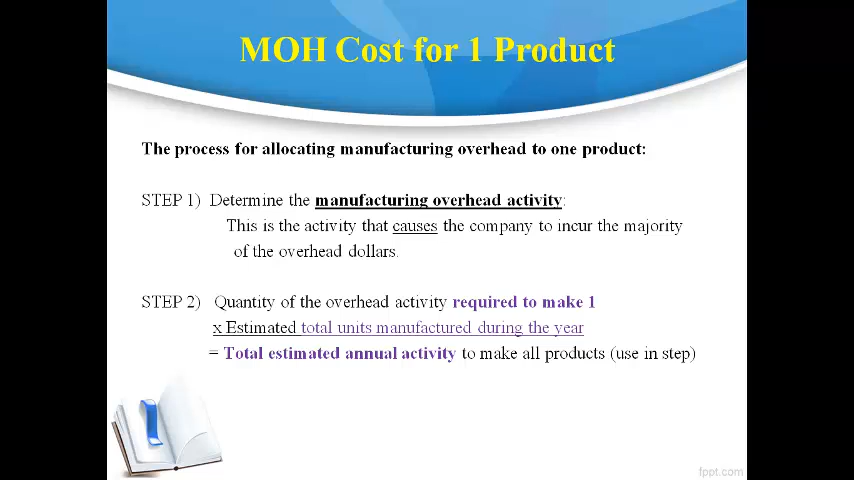 MOH Cost for 1 Product
The process for allocating manufacturing overhead to one product:
STEP 1) Determine the manufacturing overhead activity:
This is the activity that causes the company to incur the majority
of the overhead dollars.
STEP 2) Quantity of the overhead activity required to make 1
x Estimated total units manufactured during the year
= Total estimated annual activity to make all products (use in step)
fppt.com